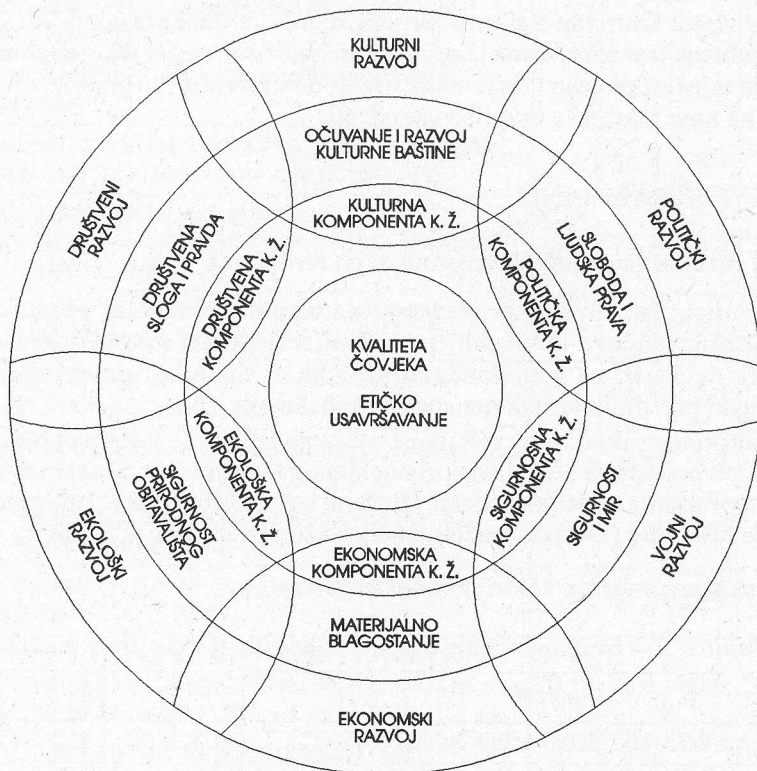 KULTURNI
RAZVOJ
OČUVANJE I RAZVOJ
KULTURNE BAŠTINE
KULTURNA
KOMPONENTA K. Ž.
DRUŠTVENI
RAZVOJ
DRUŠTVENA
SLOGA I PRAVDA
DRUŠTVENA
KOMPONENTA K. Ž.
POLITIČKA
KOMPONENTA K. Ž.
SLOBODA I
LJUDSKA PRAVA
POLITIČKI
RAZVOJ
KVALITETA
ČOVJEKA
ETIČKO
USAVRŠAVANJE
EKOLOŠKI
RAZVOJ
SIGURNOST
PRIRODNOG
OBITAVALIŠTA
EKOLOŠKA
KOMPONENTA K. Ž.
SIGURNOSNA
KOMPONENTA K. Ž.
SIGURNOST
I MIR
VOJNI
RAZVOJ
EKONOMSKA
KOMPONENTA K. Ž.
MATERIJALNO
BLAGOSTANJE
EKONOMSKI
RAZVOJ